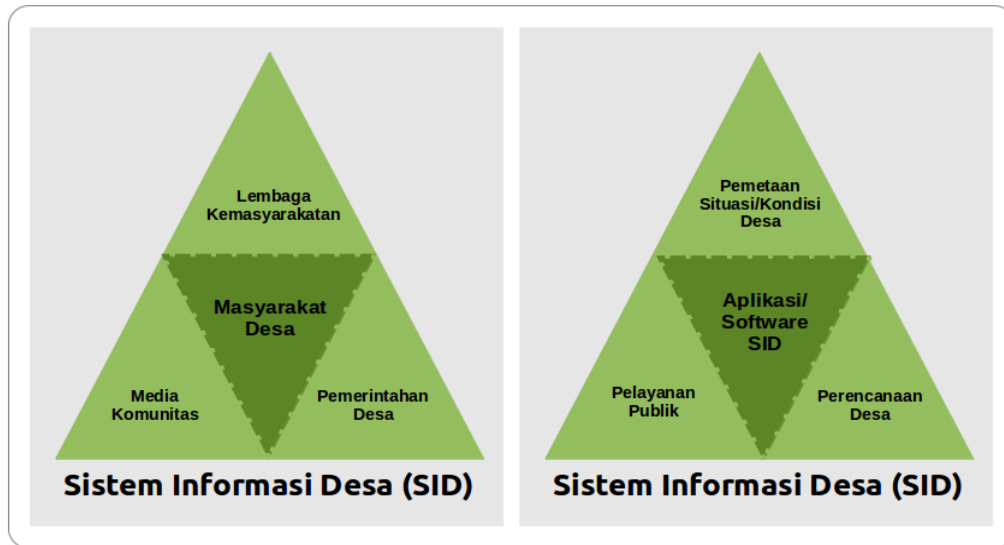 Lembaga
Kemasyarakatan
Masyarakat
Desa
Media
Komunitas
Pemerintahan
Desa
Sistem Informasi Desa (SID)
Pemetaan
Situasi/Kondisi
Desa
Aplikasi/
Software
SID
Pelayanan
Publik
Perencanaan
Desa
Sistem Informasi Desa (SID)